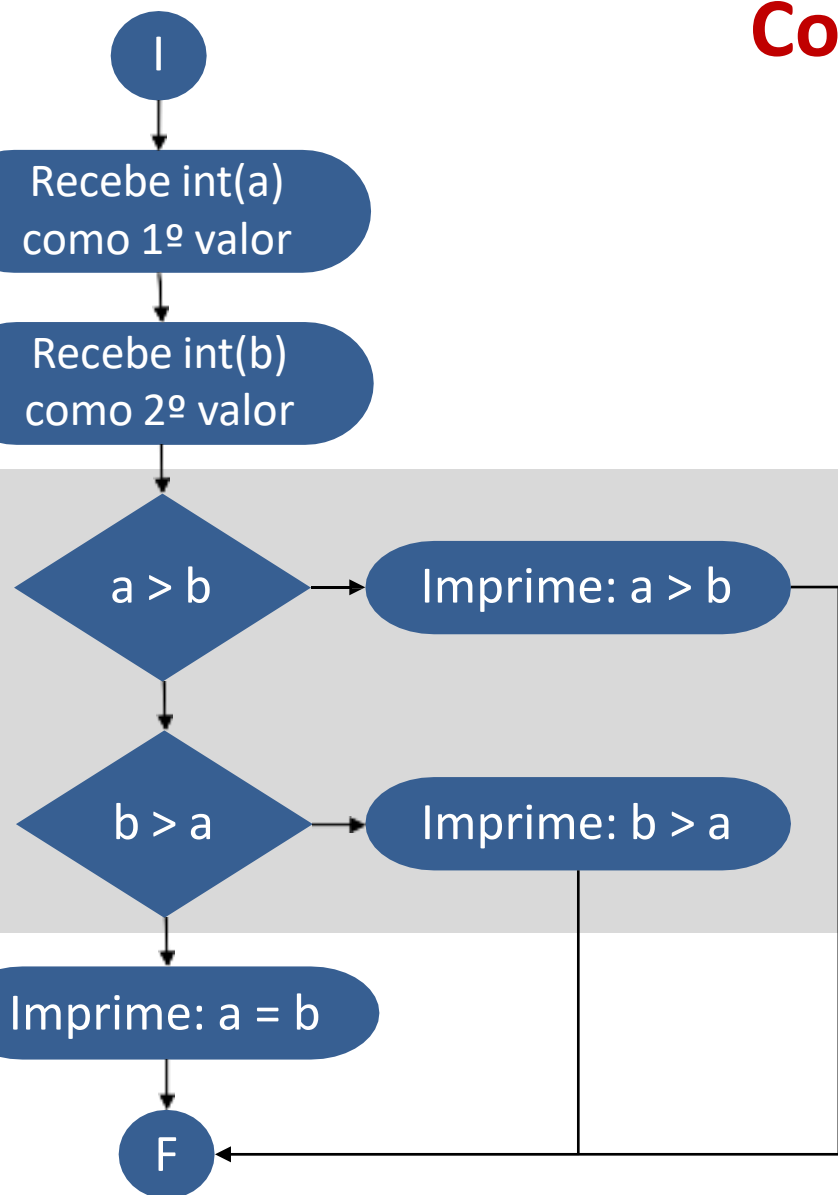 Co
I
Recebe int(a)
como 1º valor
Recebe int(b)
como 2º valor
a > b
Imprime: a > b
b > a
Imprime: b > a
Imprime: a = b
F